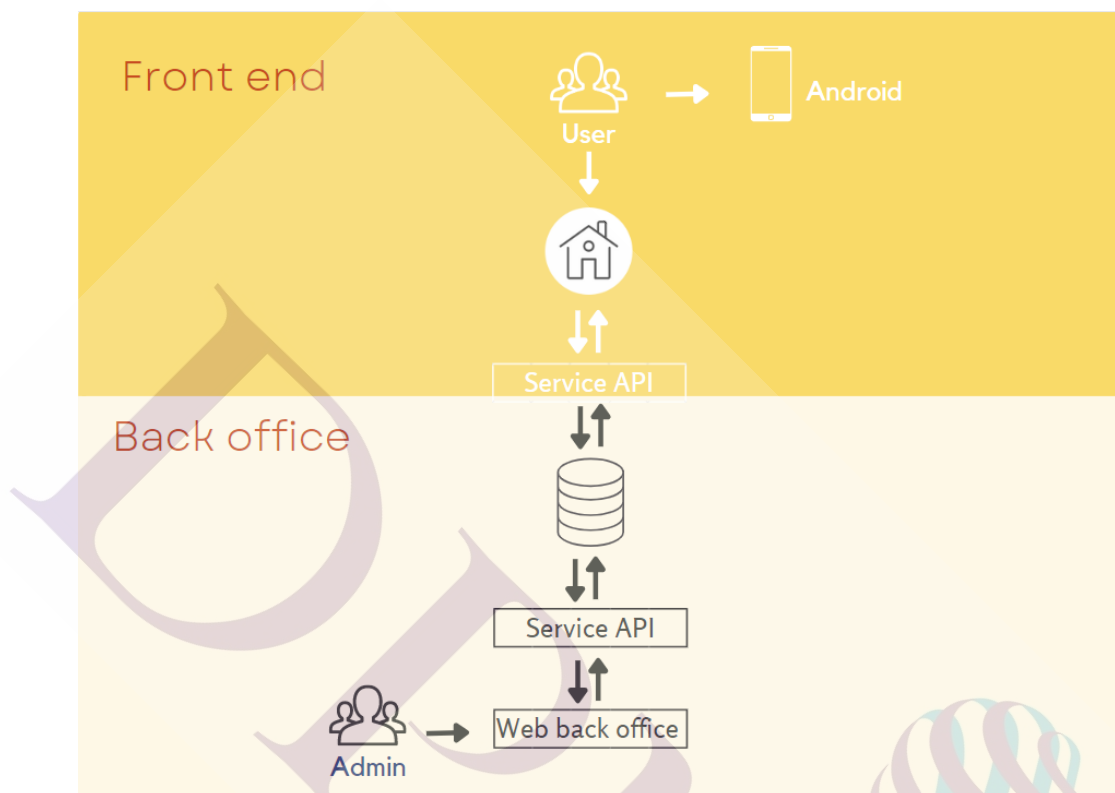 Front end
Android
User
Service API
Back office
Service API
Web back office
Admin